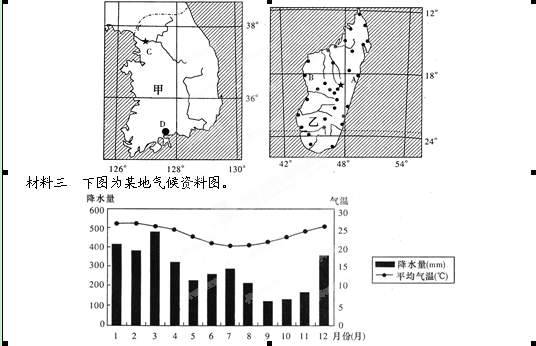 38° 12°
C
B A 18°
甲
36°
D 乙
24°
126° 128° 130° 42° 48° 54°
材料三 下图为某地气候资料图。
降水量 气温
600 30
500 25
400 20
300 15
200 10
100 5
0 0
1 2 3 4 5 6 7 8 9 10 11 12 月份(月)
降水量(mm)
平均气温(℃)